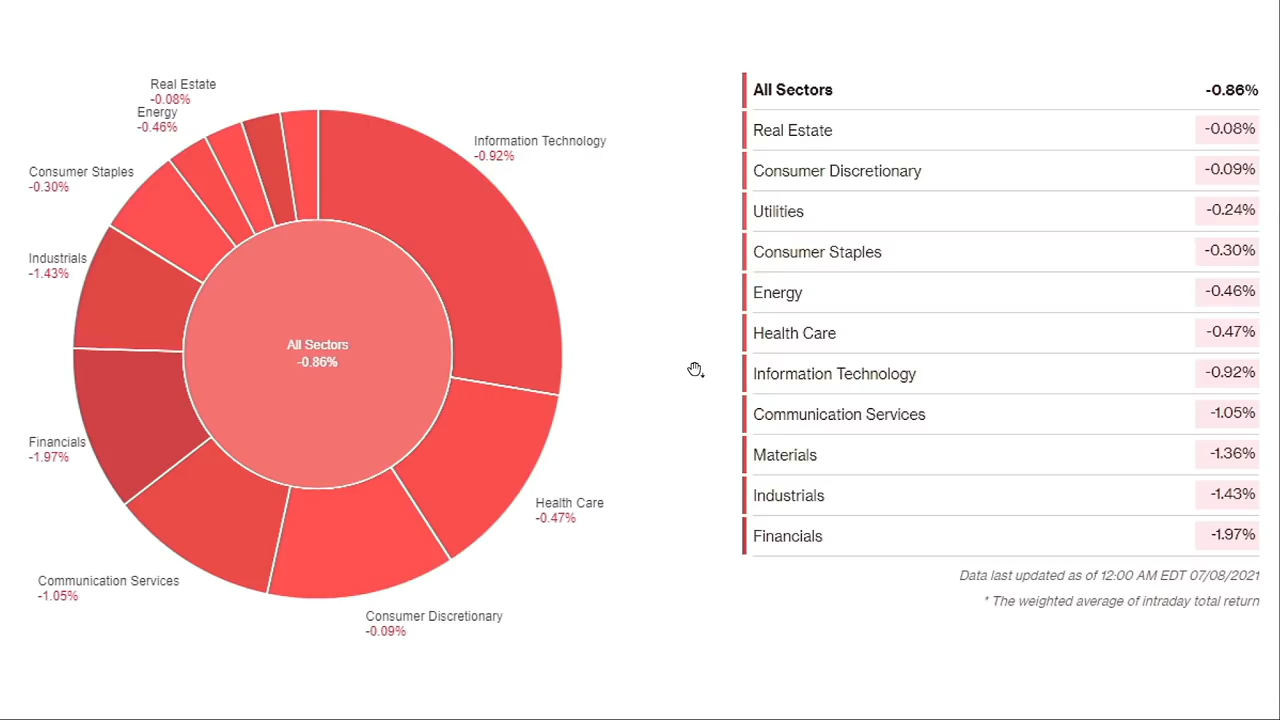 Real Estate
-0.08%
Energy
-0.46%
Information Technology
-0.92%
Consumer Staples
-0.30%
Industrials
-1.43%
All Sectors
-0.86%
Financials
-1.97%
Health Care
-0.47%
Communication Services
-1.05%
Consumer Discretionary
-0.09%
All Sectors -0.86%
Real Estate -0.08%
Consumer Discretionary -0.09%
Utilities -0.24%
Consumer Staples -0.30%
Energy -0.46%
Health Care -0.47%
Information Technology -0.92%
Communication Services -1.05%
Materials -1.36%
Industrials -1.43%
Financials -1.97%
Data last updated as of 12:00 AM EDT 07/08/2021
* The weighted average of intraday total return